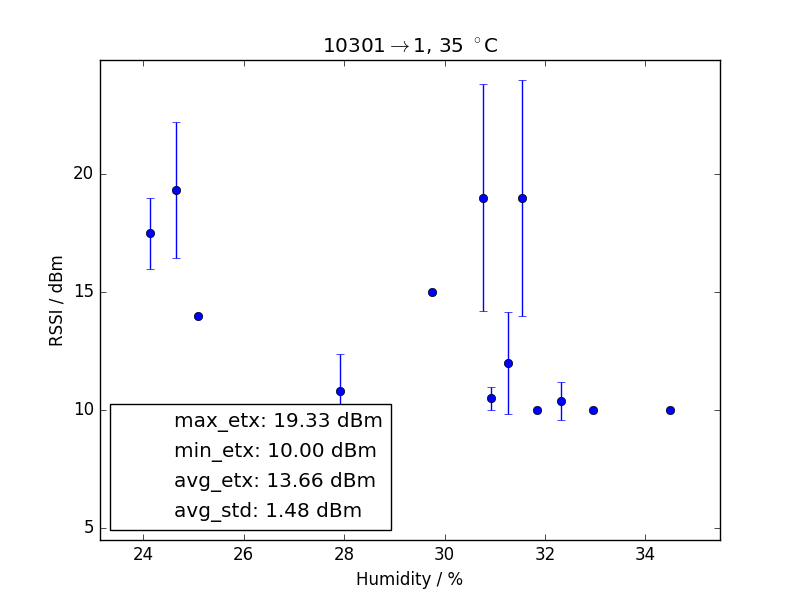 10301→1, 35 °C
RSSI / dBm
20
15
10
5
max_etx: 19.33 dBm
min_etx: 10.00 dBm
avg_etx: 13.66 dBm
avg_std: 1.48 dBm
24 26 28 30 32 34
Humidity / %